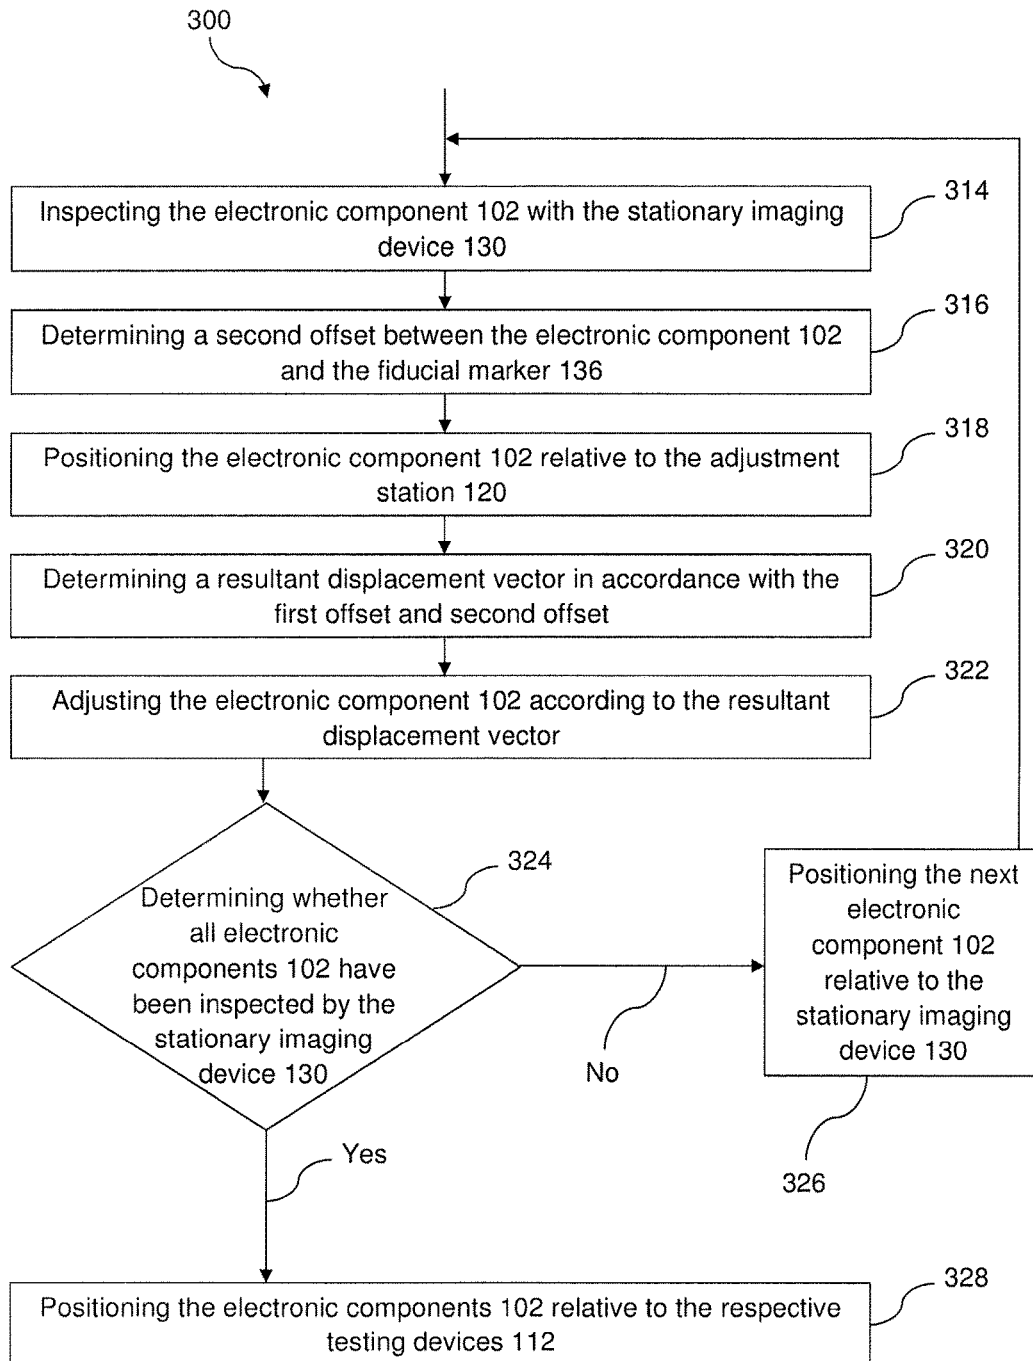 300
Inspecting the electronic component 102 with the stationary imaging
device 130
314
Determining a second offset between the electronic component 102
and the fiducial marker 136
316
Positioning the electronic component 102 relative to the adjustment
station 120
318
Determining a resultant displacement vector in accordance with the
first offset and second offset
320
Adjusting the electronic component 102 according to the resultant
displacement vector
322
Determining whether
all electronic
components 102 have
been inspected by the
stationary imaging
device 130
324
No
Positioning the next
electronic
component 102
relative to the
stationary imaging
device 130
326
Yes
Positioning the electronic components 102 relative to the respective
testing devices 112
328